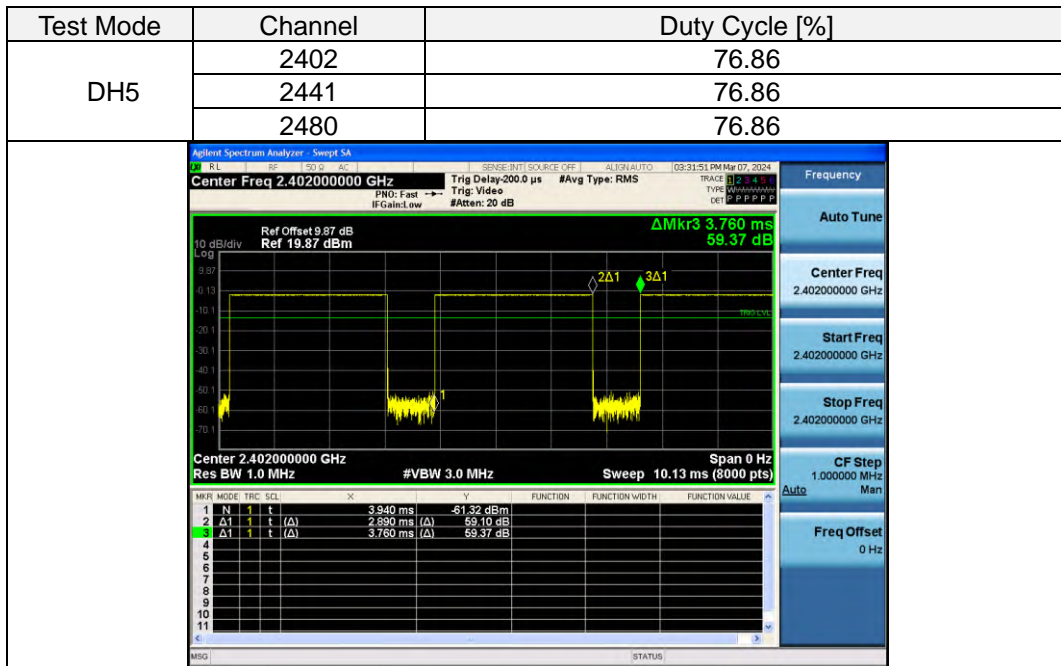 Test Mode Channel Duty Cycle [%]
DH5 2402 76.86
2441 76.86
2480 76.86
Agilent Spectrum Analyzer - Swept SA
RL RF 50 Ω AC SENSE:INT SOURCE OFF ALIGN AUTO 03:31:51 PM Mar 07, 2024
Center Freq 2.402000000 GHz
PNO: Fast
IFGain:Low
Trig Delay-200.0 µs #Avg Type: RMS
Trig: Video
#Atten: 20 dB
TRACE 1 2 3 4 5 6
TYPE
DET P P P P P P
Ref Offset 9.87 dB
10 dB/div Ref 19.87 dBm
Log
ΔMkr3 3.760 ms
59.37 dB
9.87
-0.13
-10.1
-20.1
-30.1
-40.1
-50.1
-60.1
-70.1
2Δ1
3Δ1
TRIG LVL
1
Center 2.402000000 GHz Span 0 Hz
Res BW 1.0 MHz #VBW 3.0 MHz Sweep 10.13 ms (8000 pts)
MKR MODE TRC SCL X Y FUNCTION FUNCTION WIDTH FUNCTION VALUE
1 N 1 t 3.940 ms -61.32 dBm
2 Δ1 1 t (Δ) 2.890 ms (Δ) 59.10 dB
3 Δ1 1 t (Δ) 3.760 ms (Δ) 59.37 dB
4
5
6
7
8
9
10
11
MSG STATUS
Frequency
Auto Tune
Center Freq
2.402000000 GHz
Start Freq
2.402000000 GHz
Stop Freq
2.402000000 GHz
CF Step
1.000000 MHz
Auto Man
Freq Offset
0 Hz